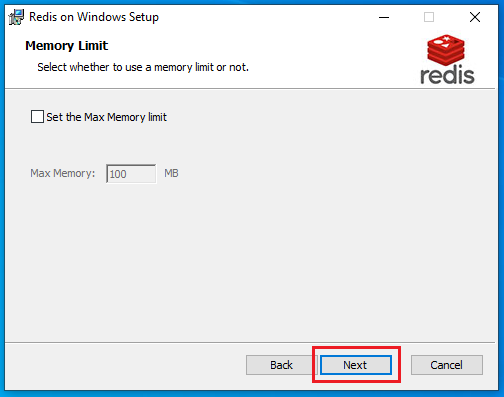 Redis on Windows Setup
Memory Limit
Select whether to use a memory limit or not.
redis
Set the Max Memory limit
Max Memory: 100 MB
Back Next Cancel